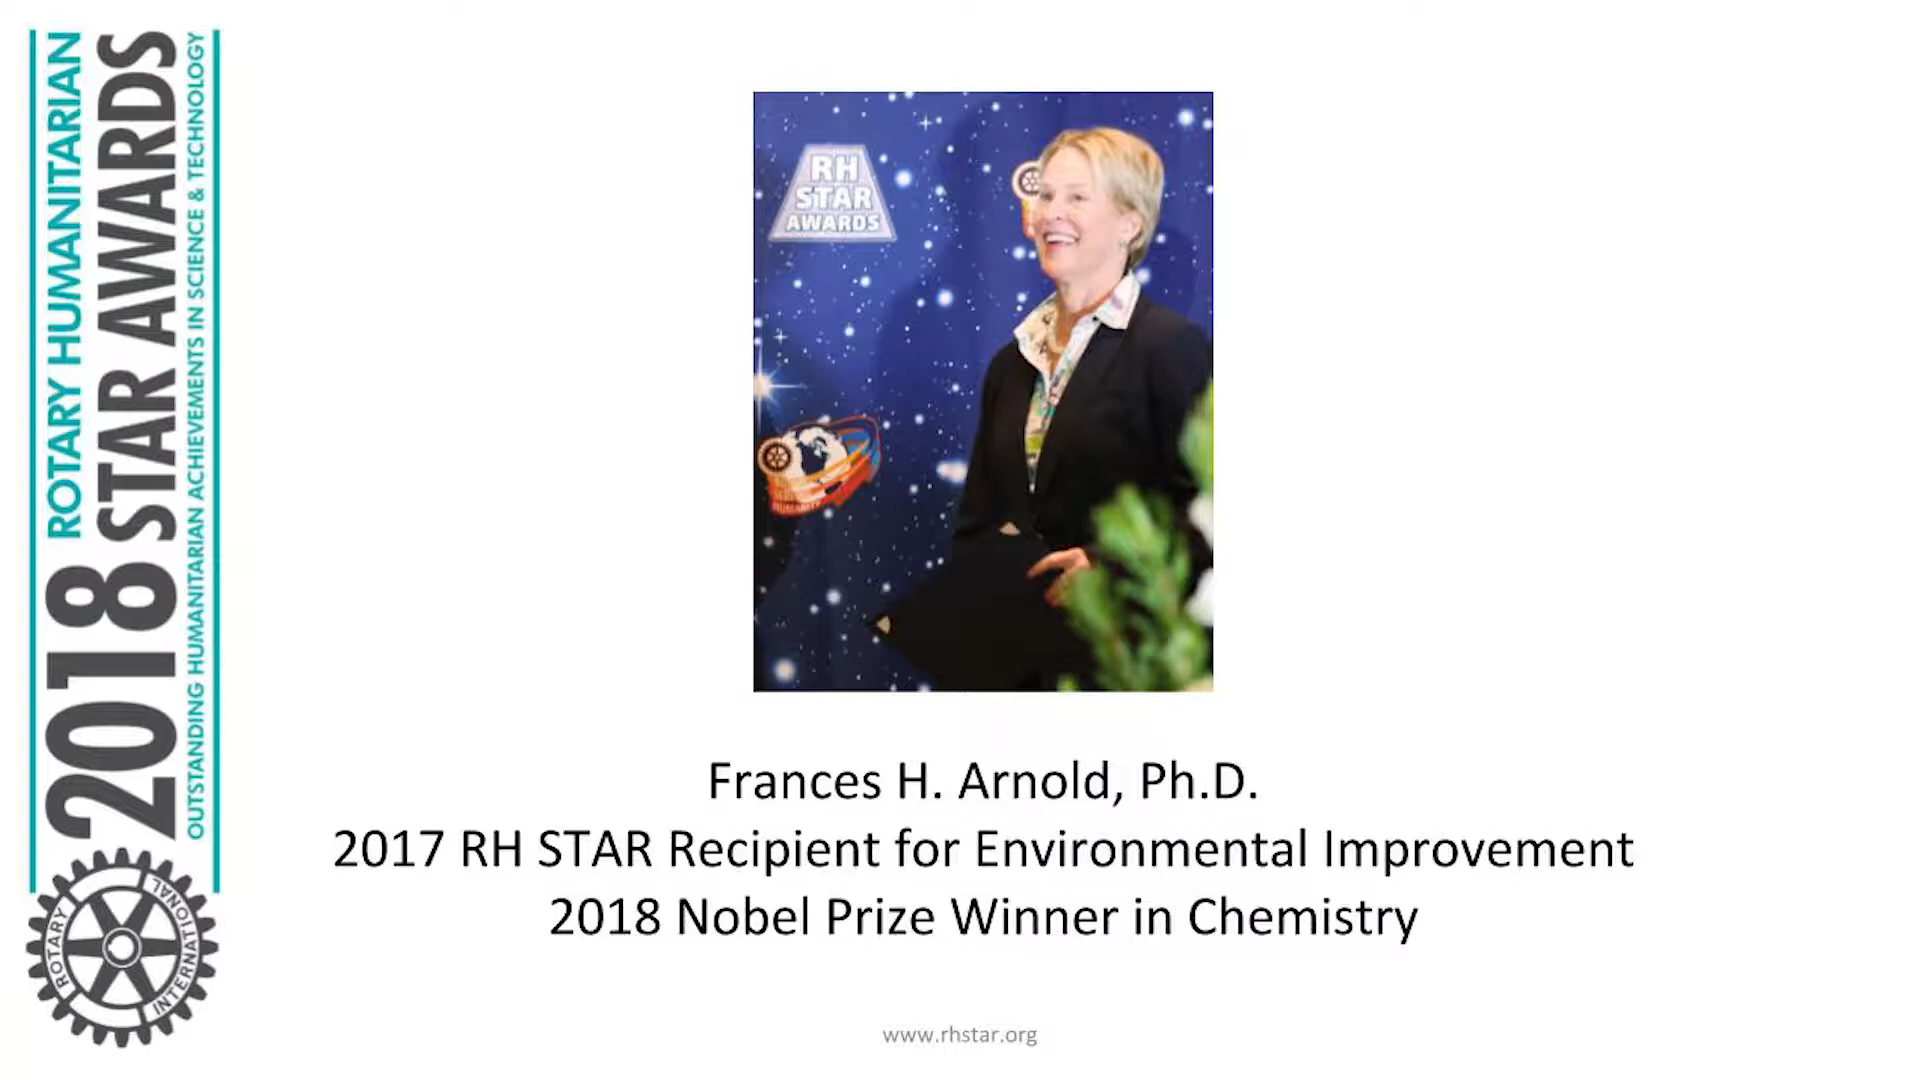 ROTARY HUMANITARIAN
2018 STAR AWARDS
OUTSTANDING HUMANITARIAN ACHIEVEMENTS IN SCIENCE & TECHNOLOGY
ROTARY
INTERNATIONAL
RH
STAR
AWARDS
Frances H. Arnold, Ph.D.
2017 RH STAR Recipient for Environmental Improvement
2018 Nobel Prize Winner in Chemistry
www.rhstar.org